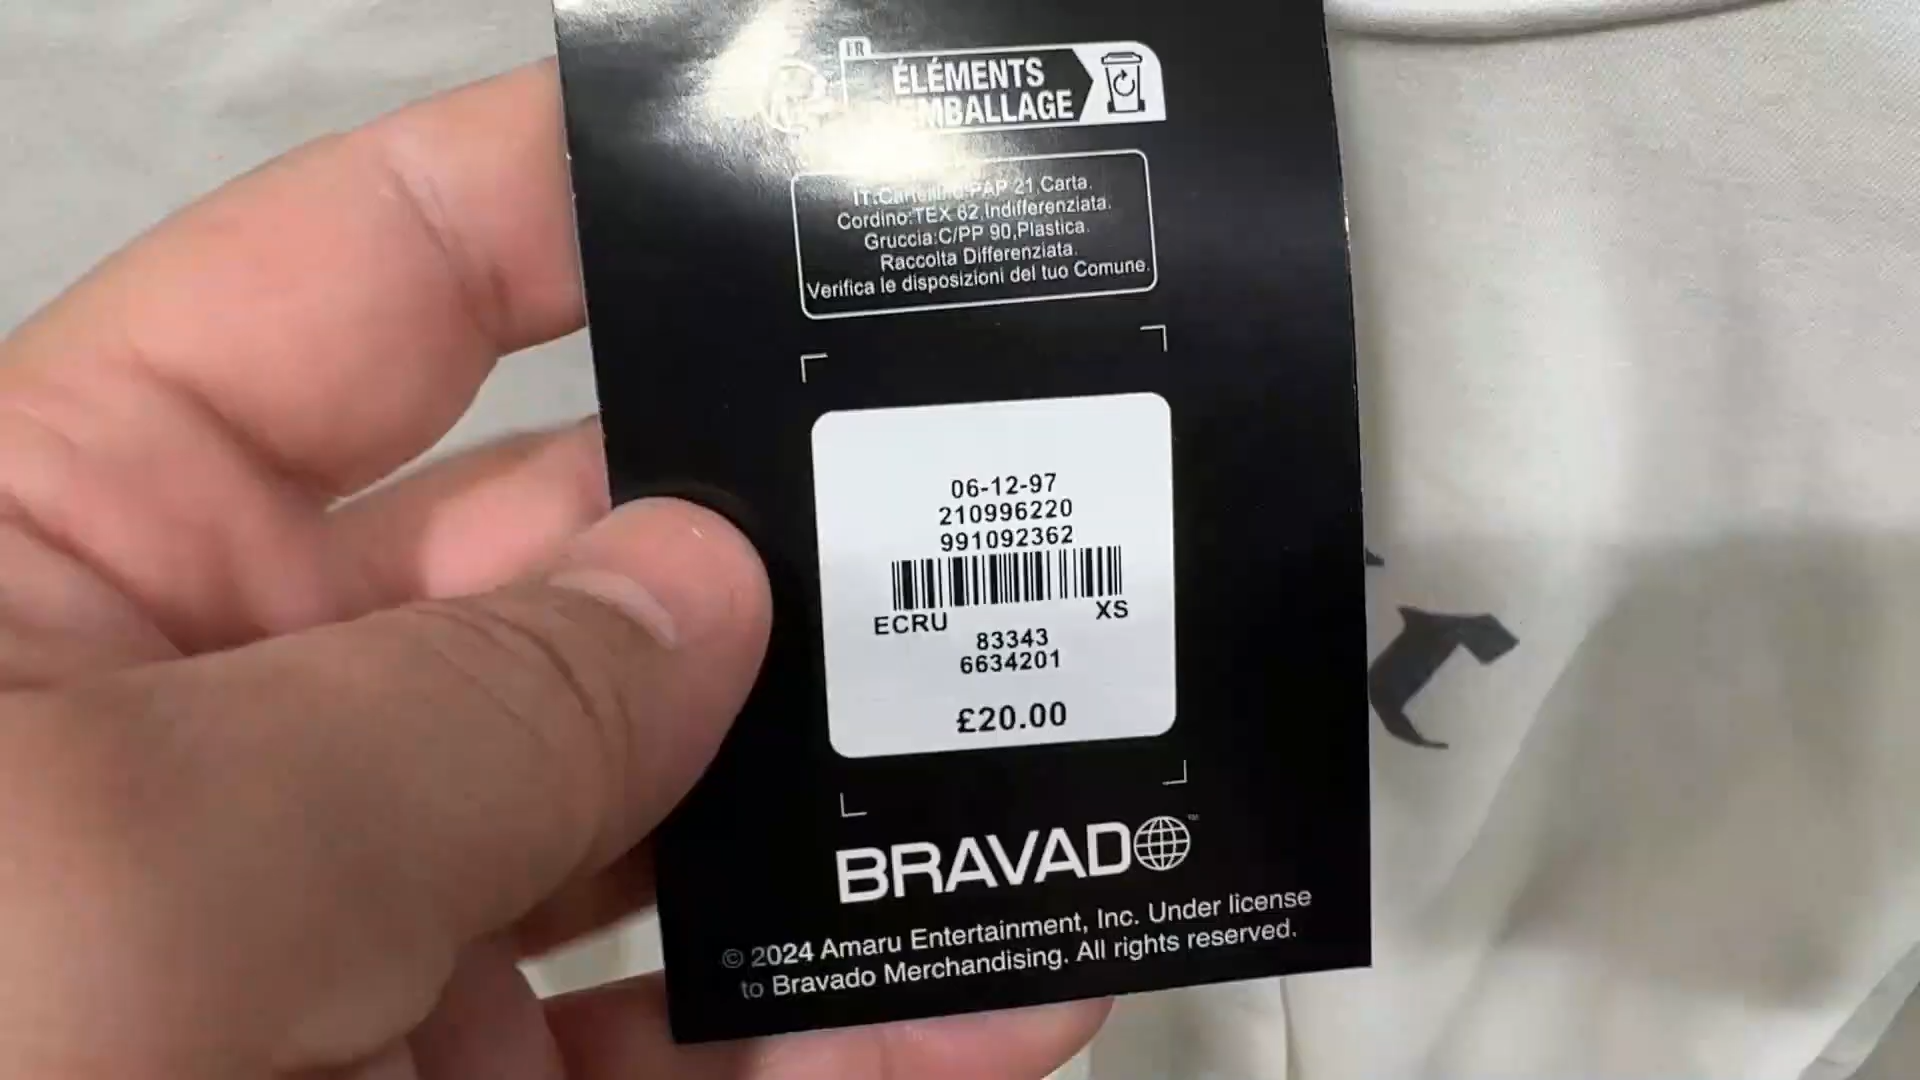 FR
ÉLÉMENTS
EMBALLAGE
IT:Cartellino:PAP 21,Carta.
Cordino:TEX 62,Indifferenziata.
Gruccia:C/PP 90,Plastica.
Raccolta Differenziata.
Verifica le disposizioni del tuo Comune.
06-12-97
210996220
991092362
ECRU XS
83343
6634201
£20.00
BRAVADO™
© 2024 Amaru Entertainment, Inc. Under license
to Bravado Merchandising. All rights reserved.